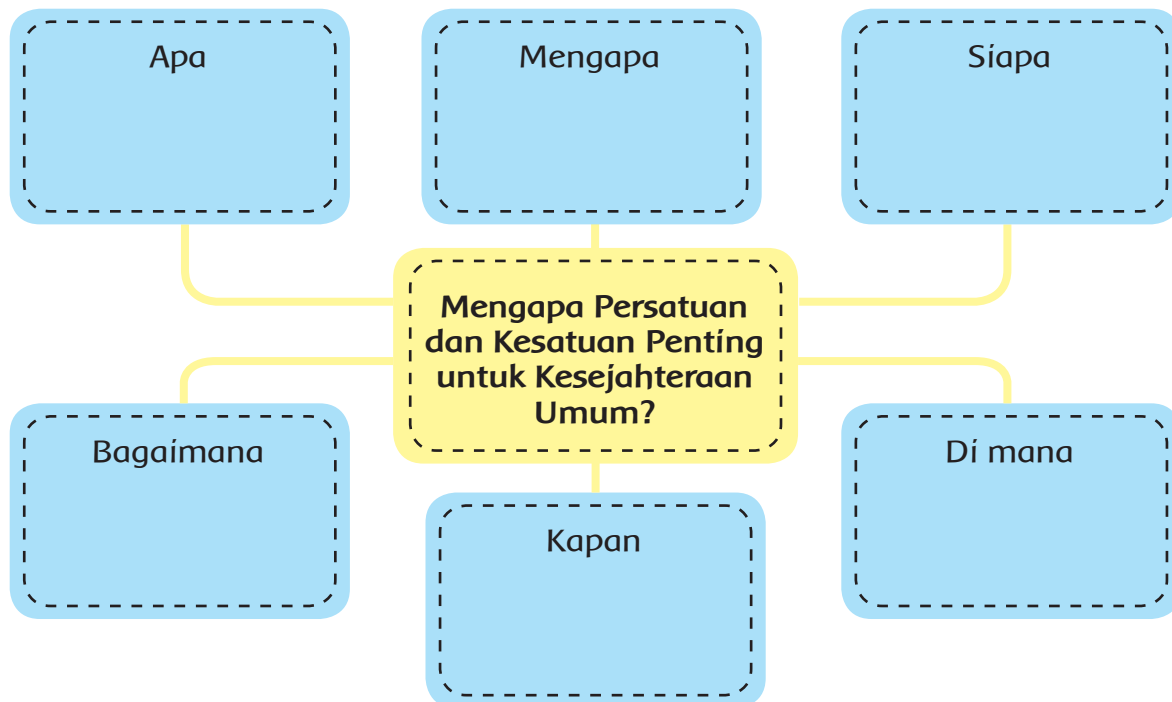 Apa
Mengapa
Siapa
Mengapa Persatuan
dan Kesatuan Penting
untuk Kesejahteraan
Umum?
Bagaimana
Di mana
Kapan